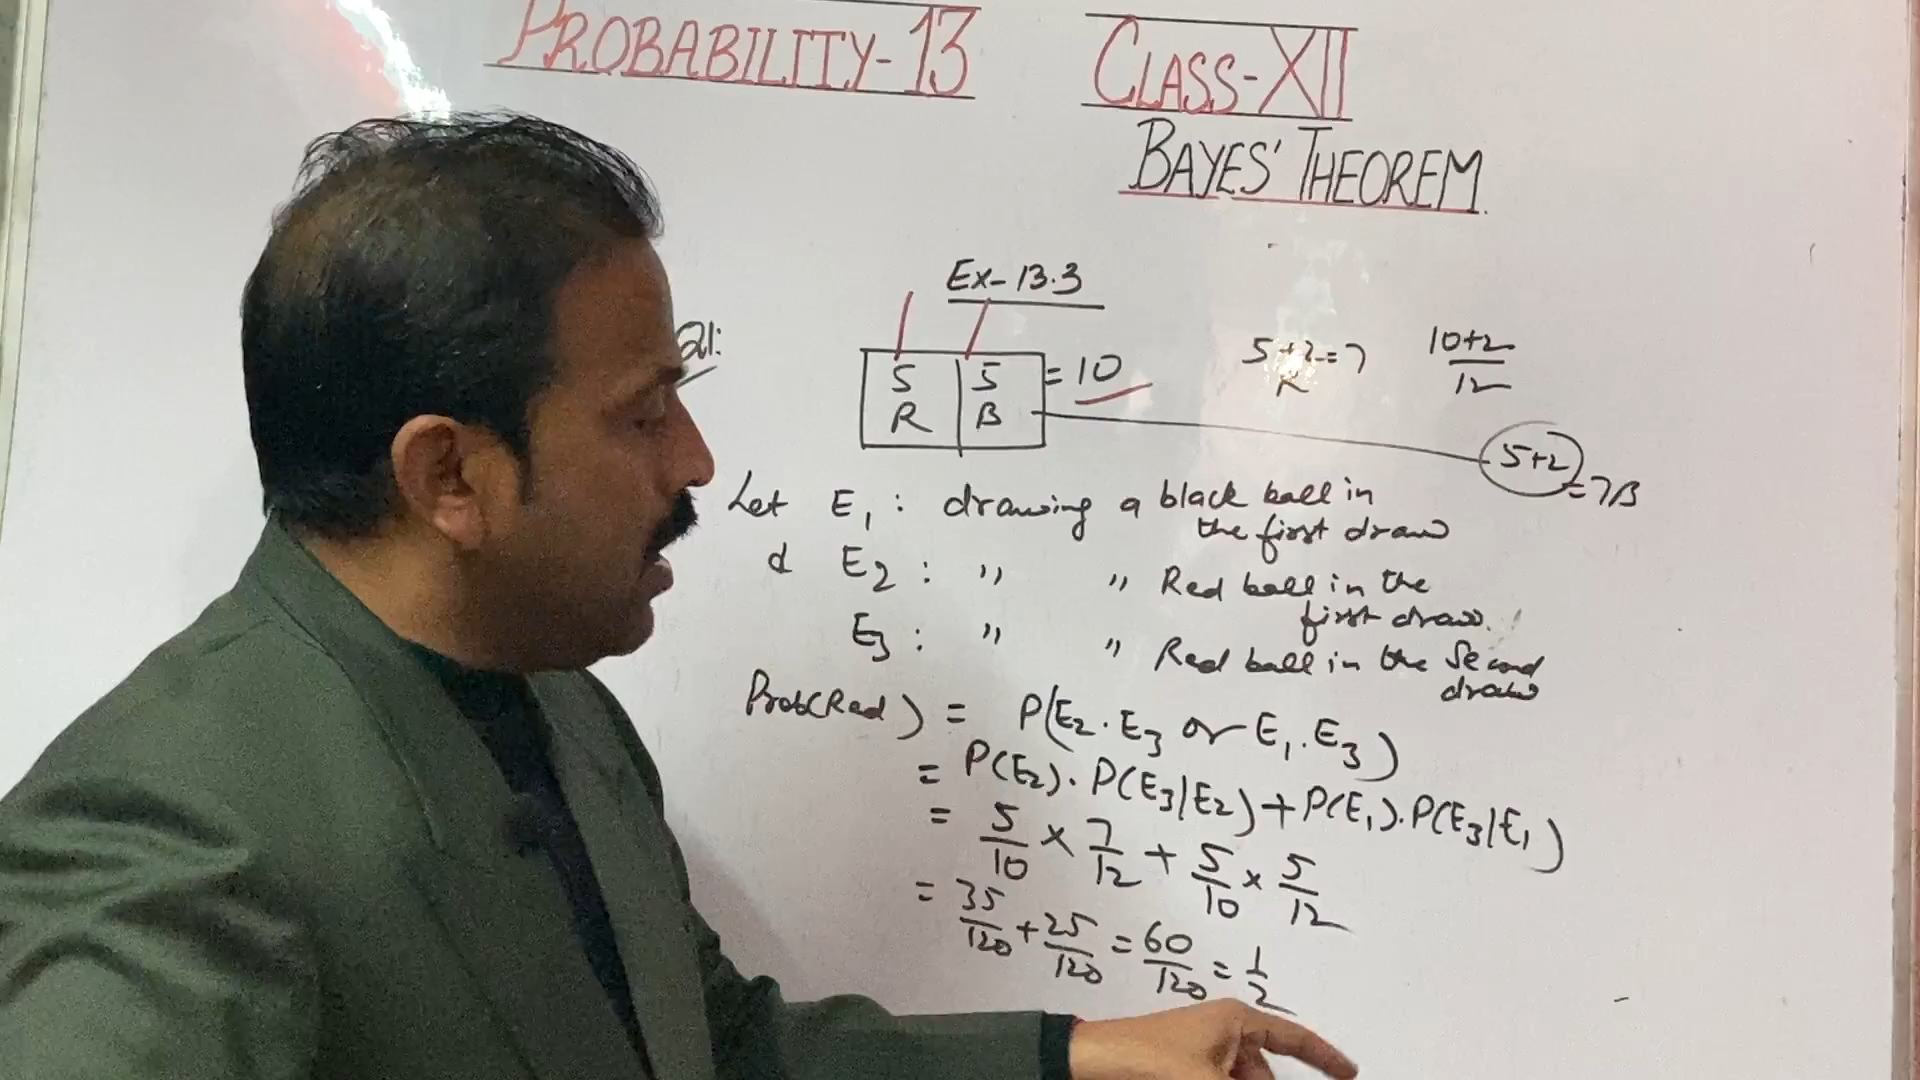 PROBABILITY-13 CLASS-XII
BAYES' THEOREM.
Ex-13.3
Q1:
5 R | 5 B = 10
5+2=7
R
10+2
12
5+2 = 7B
Let E₁ : drawing a black ball in
the first draw
& E₂ : ,, ,, Red ball in the
first draw.
E₃ : ,, ,, Red ball in the Second
draw
Prob(Red) = P(E₂.E₃ or E₁.E₃)
= P(E₂).P(E₃|E₂)+P(E₁).P(E₃|E₁)
= 5/10 × 7/12 + 5/10 × 5/12
= 35/120 + 25/120 = 60/120 = 1/2